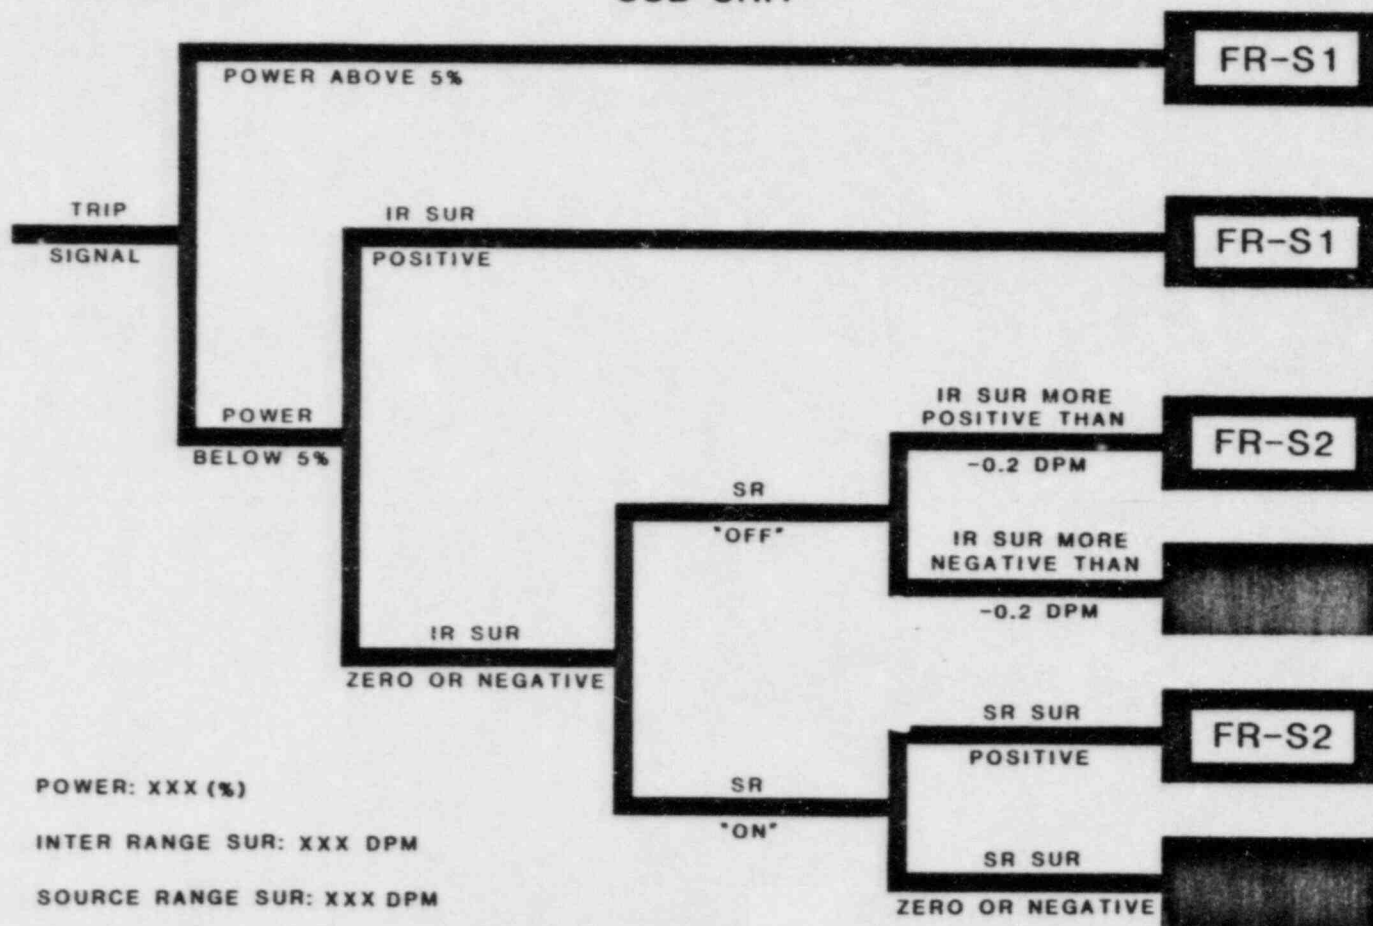 POWER ABOVE 5%
FR-S1
TRIP
SIGNAL
IR SUR
POSITIVE
FR-S1
POWER
BELOW 5%
IR SUR MORE
POSITIVE THAN
-0.2 DPM
FR-S2
SR
"OFF"
IR SUR MORE
NEGATIVE THAN
-0.2 DPM
IR SUR
ZERO OR NEGATIVE
SR SUR
POSITIVE
FR-S2
SR
"ON"
SR SUR
ZERO OR NEGATIVE
POWER: XXX (%)
INTER RANGE SUR: XXX DPM
SOURCE RANGE SUR: XXX DPM